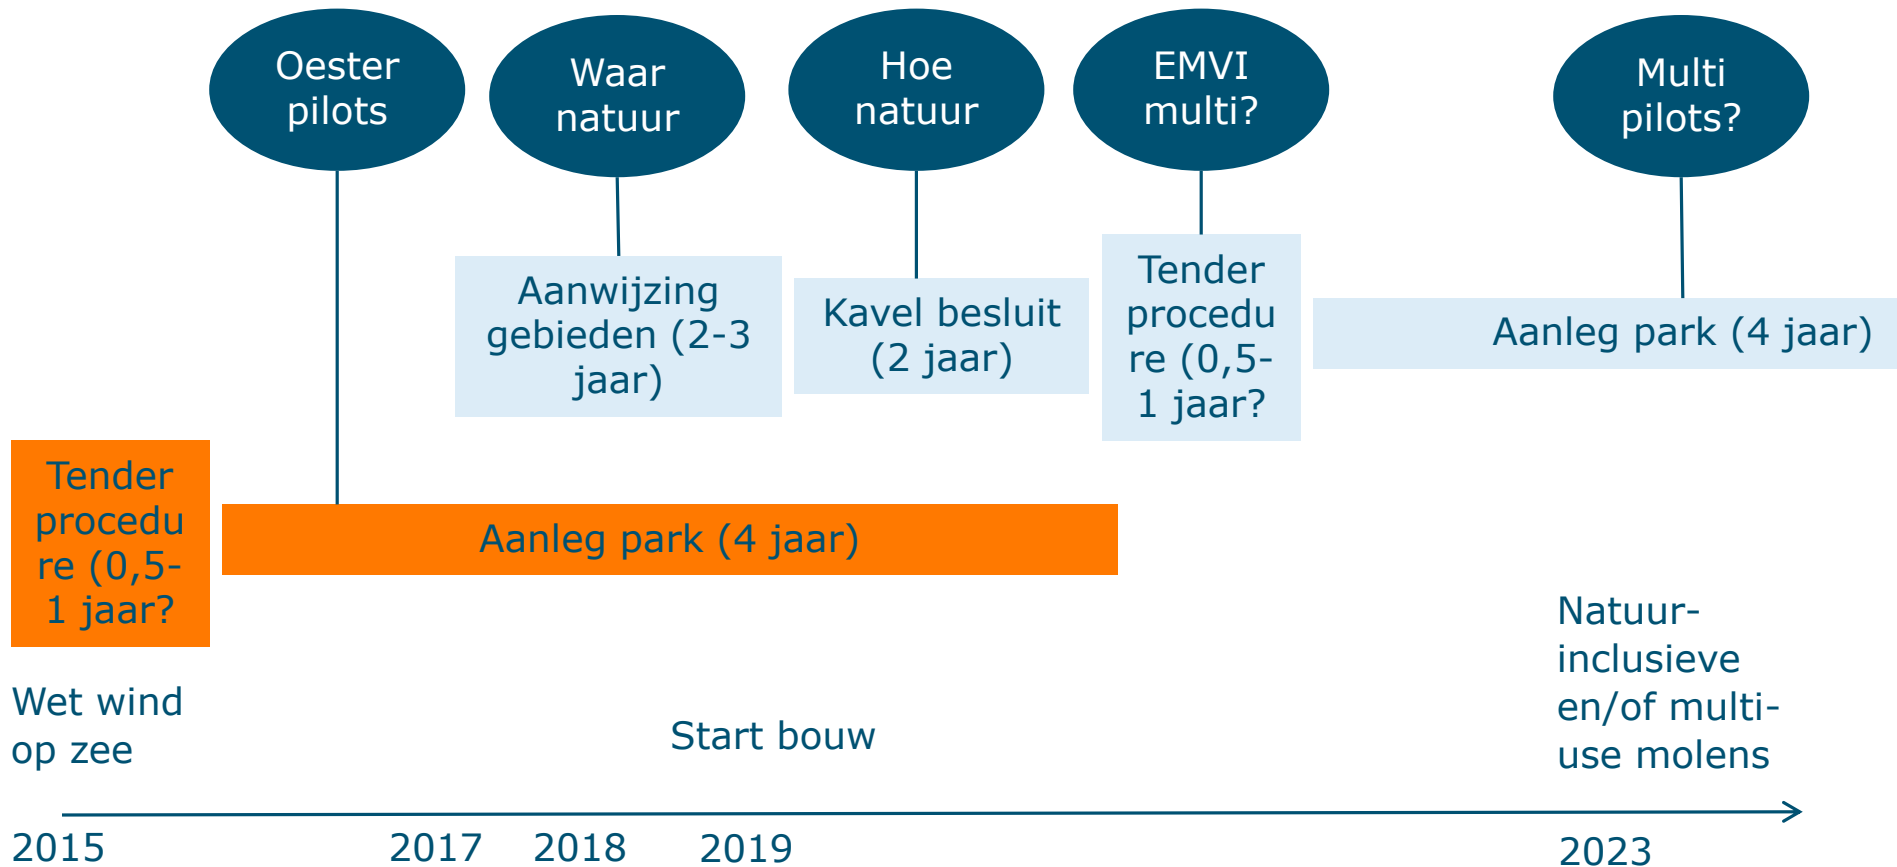 Oester
pilots
Waar
natuur
Hoe
natuur
EMVI
multi?
Multi
pilots?
Aanwijzing
gebieden (2-3
jaar)
Kavel besluit
(2 jaar)
Tender
procedu
re (0,5-
1 jaar?
Aanleg park (4 jaar)
Tender
procedu
re (0,5-
1 jaar?
Aanleg park (4 jaar)
Wet wind
op zee
Start bouw
Natuur-
inclusieve
en/of multi-
use molens
2015
2017
2018
2019
2023